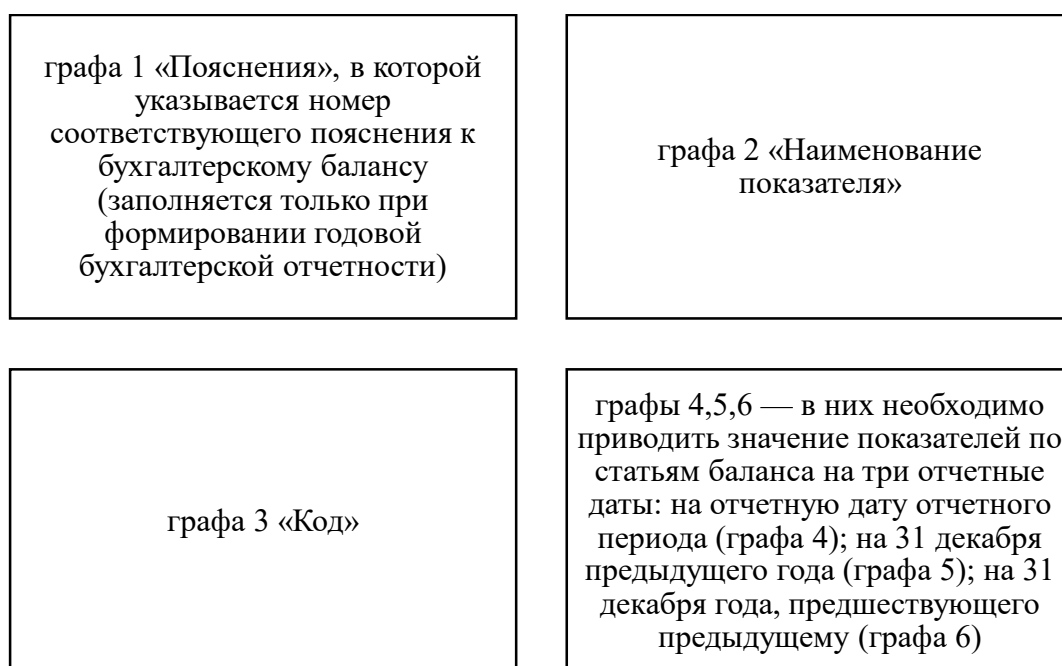 графа 1 «Пояснения», в которой
указывается номер
соответствующего пояснения к
бухгалтерскому балансу
(заполняется только при
формировании годовой
бухгалтерской отчетности)
графа 2 «Наименование
показателя»
графа 3 «Код»
графы 4,5,6 — в них необходимо
приводить значение показателей по
статьям баланса на три отчетные
даты: на отчетную дату отчетного
периода (графа 4); на 31 декабря
предыдущего года (графа 5); на 31
декабря года, предшествующего
предыдущему (графа 6)